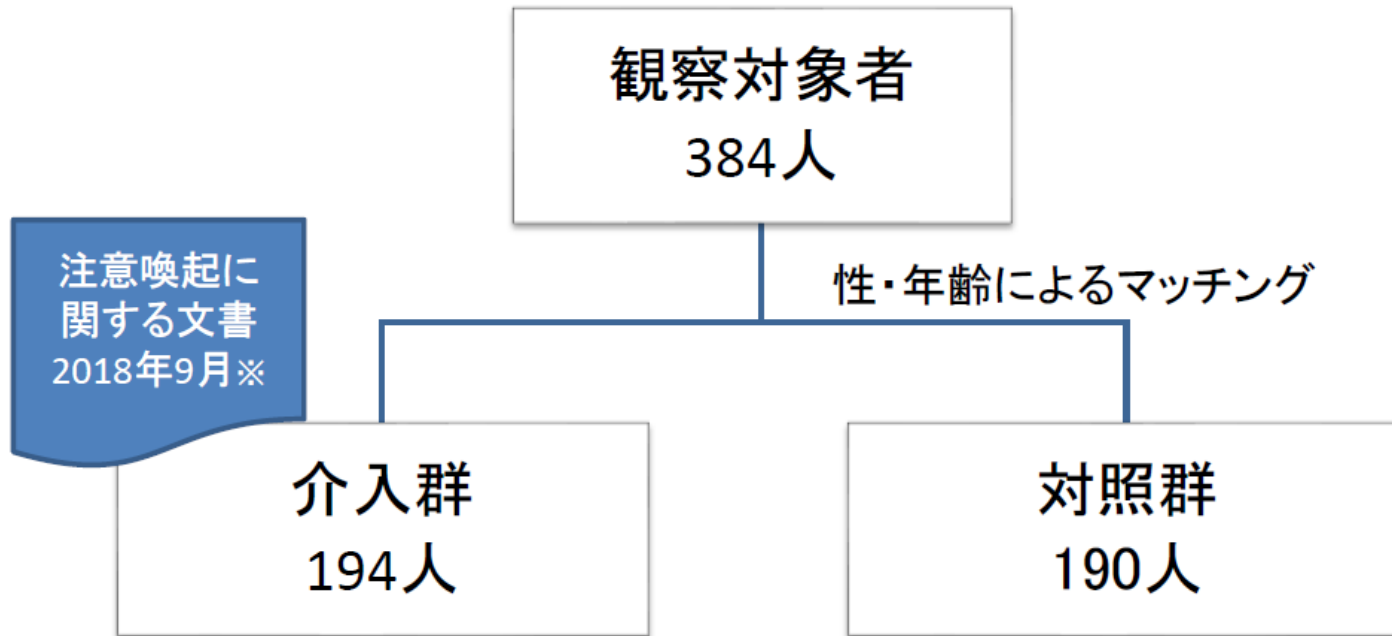 観察対象者
384人
注意喚起に
関する文書
2018年9月※
性・年齢によるマッチング
介入群
194人
対照群
190人